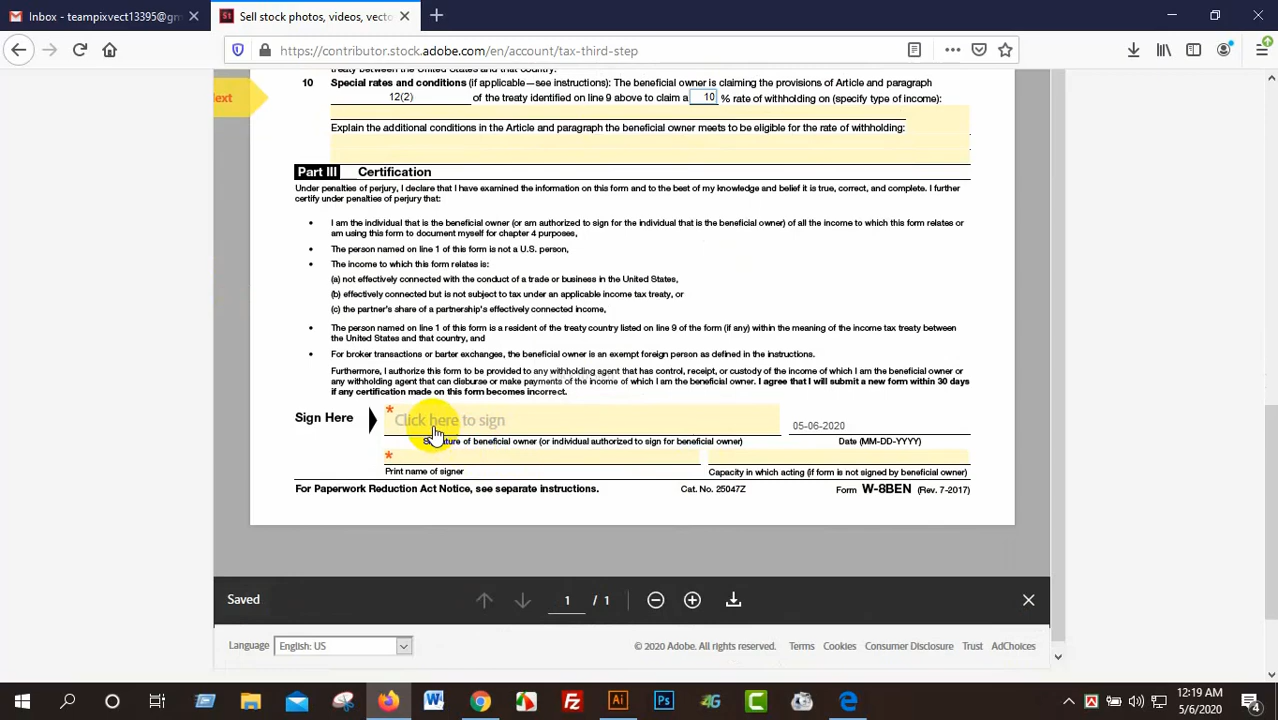 Inbox - teampixvect13395@gm
Sell stock photos, videos, vecto
https://contributor.stock.adobe.com/en/account/tax-third-step
treaty between the United States and that country.
10 Special rates and conditions (if applicable—see instructions): The beneficial owner is claiming the provisions of Article and paragraph
Next
12(2) of the treaty identified on line 9 above to claim a 10 % rate of withholding on (specify type of income):
Explain the additional conditions in the Article and paragraph the beneficial owner meets to be eligible for the rate of withholding:
Part III Certification
Under penalties of perjury, I declare that I have examined the information on this form and to the best of my knowledge and belief it is true, correct, and complete. I further
certify under penalties of perjury that:
• I am the individual that is the beneficial owner (or am authorized to sign for the individual that is the beneficial owner) of all the income to which this form relates or
am using this form to document myself for chapter 4 purposes,
• The person named on line 1 of this form is not a U.S. person,
• The income to which this form relates is:
(a) not effectively connected with the conduct of a trade or business in the United States,
(b) effectively connected but is not subject to tax under an applicable income tax treaty, or
(c) the partner's share of a partnership's effectively connected income,
• The person named on line 1 of this form is a resident of the treaty country listed on line 9 of the form (if any) within the meaning of the income tax treaty between
the United States and that country, and
• For broker transactions or barter exchanges, the beneficial owner is an exempt foreign person as defined in the instructions.
Furthermore, I authorize this form to be provided to any withholding agent that has control, receipt, or custody of the income of which I am the beneficial owner or
any withholding agent that can disburse or make payments of the income of which I am the beneficial owner. I agree that I will submit a new form within 30 days
if any certification made on this form becomes incorrect.
Sign Here * Click here to sign 05-06-2020
Signature of beneficial owner (or individual authorized to sign for beneficial owner) Date (MM-DD-YYYY)
*
Print name of signer Capacity in which acting (if form is not signed by beneficial owner)
For Paperwork Reduction Act Notice, see separate instructions. Cat. No. 25047Z Form W-8BEN (Rev. 7-2017)
Saved 1 / 1
Language English: US © 2020 Adobe. All rights reserved. Terms Cookies Consumer Disclosure Trust AdChoices
12:19 AM
5/6/2020
4